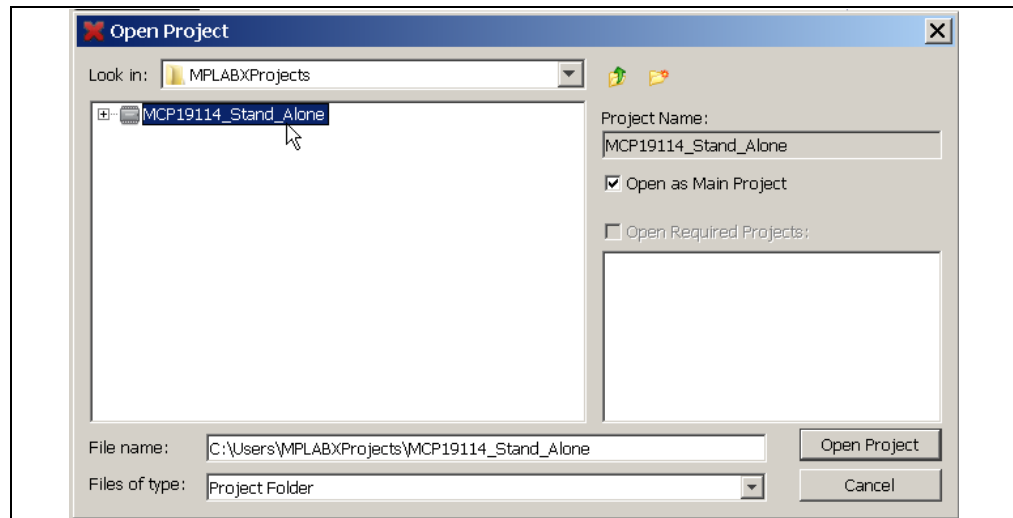 Open Project
Look in: MPLABXProjects
MCP19114_Stand_Alone
Project Name:
MCP19114_Stand_Alone
Open as Main Project
Open Required Projects:
File name: C:\Users\MPLABXProjects\MCP19114_Stand_Alone
Open Project
Files of type: Project Folder
Cancel